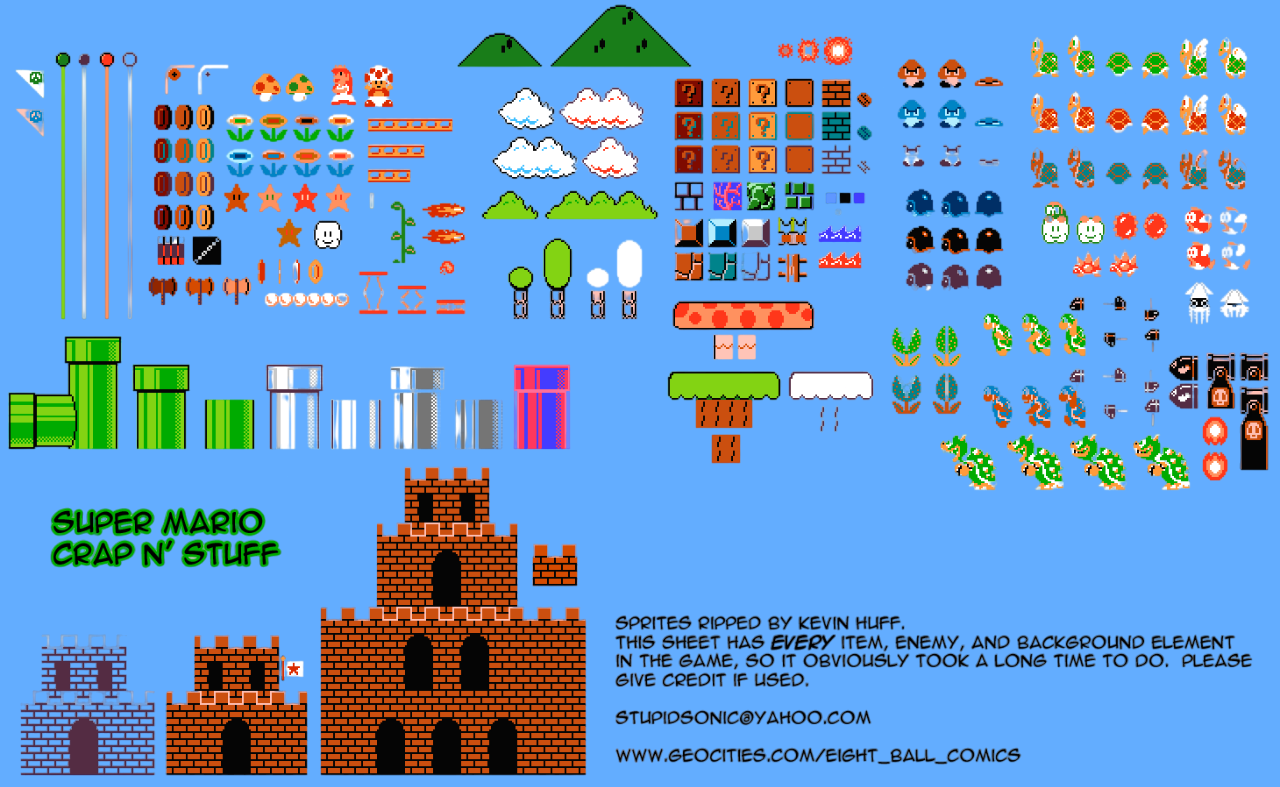 ?
?
?
?
?
?
?
?
?
SUPER MARIO
CRAP N' STUFF
SPRITES RIPPED BY KEVIN HUFF.
THIS SHEET HAS EVERY ITEM, ENEMY, AND BACKGROUND ELEMENT
IN THE GAME, SO IT OBVIOUSLY TOOK A LONG TIME TO DO. PLEASE
GIVE CREDIT IF USED.
STUPIDSONIC@YAHOO.COM
WWW.GEOCITIES.COM/EIGHT_BALL_COMICS